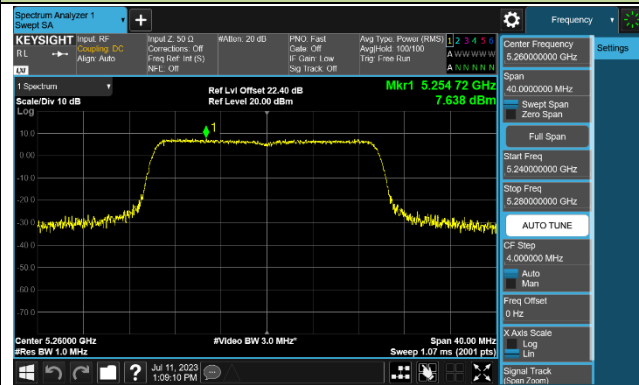 Spectrum Analyzer 1
Swept SA
+
Frequency
KEYSIGHT
RL
LXI
Input: RF
Coupling: DC
Align: Auto
Input Z: 50 Ω
Corrections: Off
Freq Ref: Int (S)
NFE: Off
#Atten: 20 dB
PNO: Fast
Gate: Off
IF Gain: Low
Sig Track: Off
Avg Type: Power (RMS)
Avg|Hold: 100/100
Trig: Free Run
1 2 3 4 5 6
A W W W W W
A N N N N N
1 Spectrum
Scale/Div 10 dB
Log
Ref Lvl Offset 22.40 dB
Ref Level 20.00 dBm
Mkr1 5.254 72 GHz
7.638 dBm
1
10.0
0.00
-10.0
-20.0
-30.0
-40.0
-50.0
-60.0
-70.0
Center 5.26000 GHz
#Res BW 1.0 MHz
#Video BW 3.0 MHz*
Span 40.00 MHz
Sweep 1.07 ms (2001 pts)
?
Jul 11, 2023
1:09:10 PM
Center Frequency
5.260000000 GHz
Settings
Span
40.0000000 MHz
Swept Span
Zero Span
Full Span
Start Freq
5.240000000 GHz
Stop Freq
5.280000000 GHz
AUTO TUNE
CF Step
4.000000 MHz
Auto
Man
Freq Offset
0 Hz
X Axis Scale
Log
Lin
Signal Track
(Span Zoom)